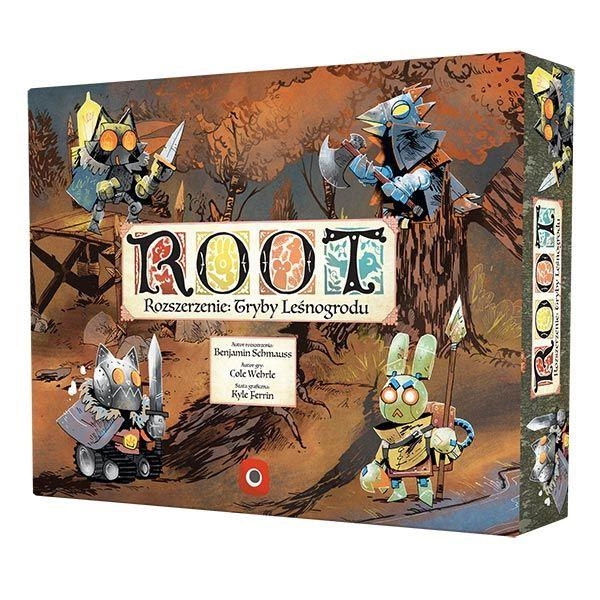 ROOT
Rozszerzenie: Tryby Leśnogrodu
Autor rozszerzenia:
Benjamin Schmauss
Autor gry:
Cole Wehrle
Szata graficzna:
Kyle Ferrin
ROOT
Rozszerzenie: Tryby Leśnogrodu